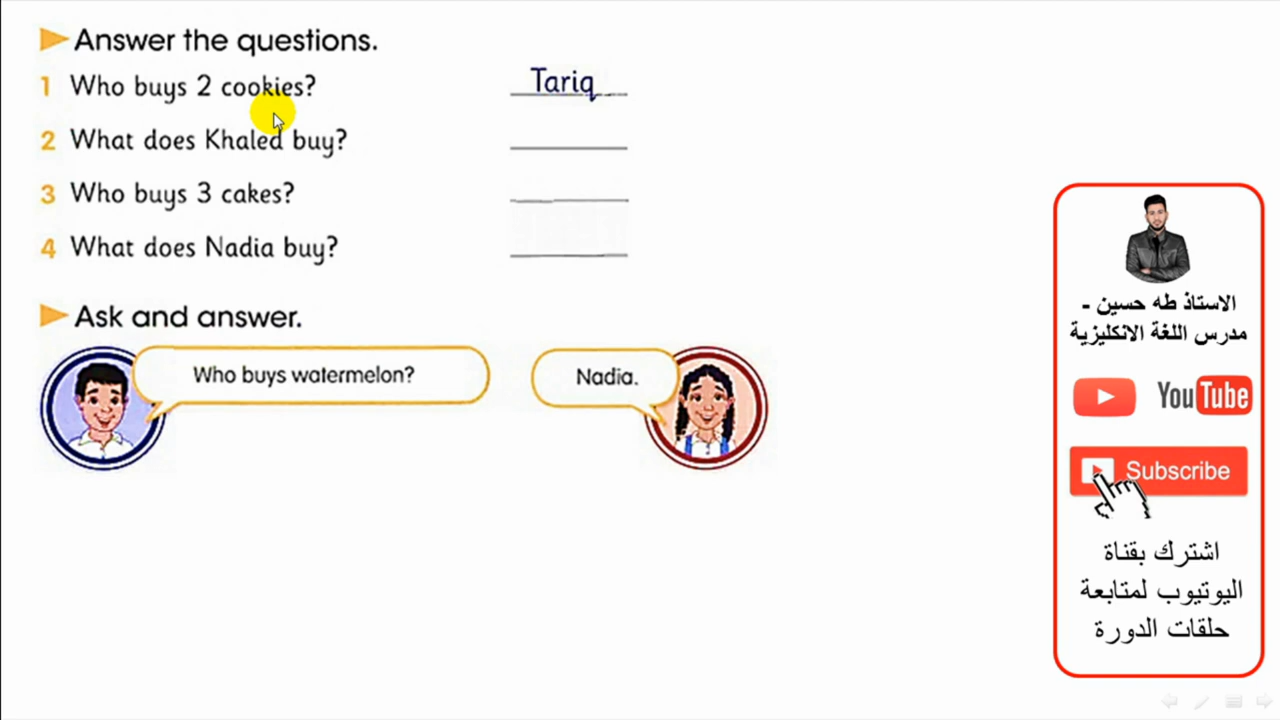 Answer the questions.
1 Who buys 2 cookies? Tariq
2 What does Khaled buy?
3 Who buys 3 cakes?
4 What does Nadia buy?
Ask and answer.
Who buys watermelon?
Nadia.
الاستاذ طه حسين -
مدرس اللغة الانكليزية
YouTube
Subscribe
اشترك بقناة
اليوتيوب لمتابعة
حلقات الدورة